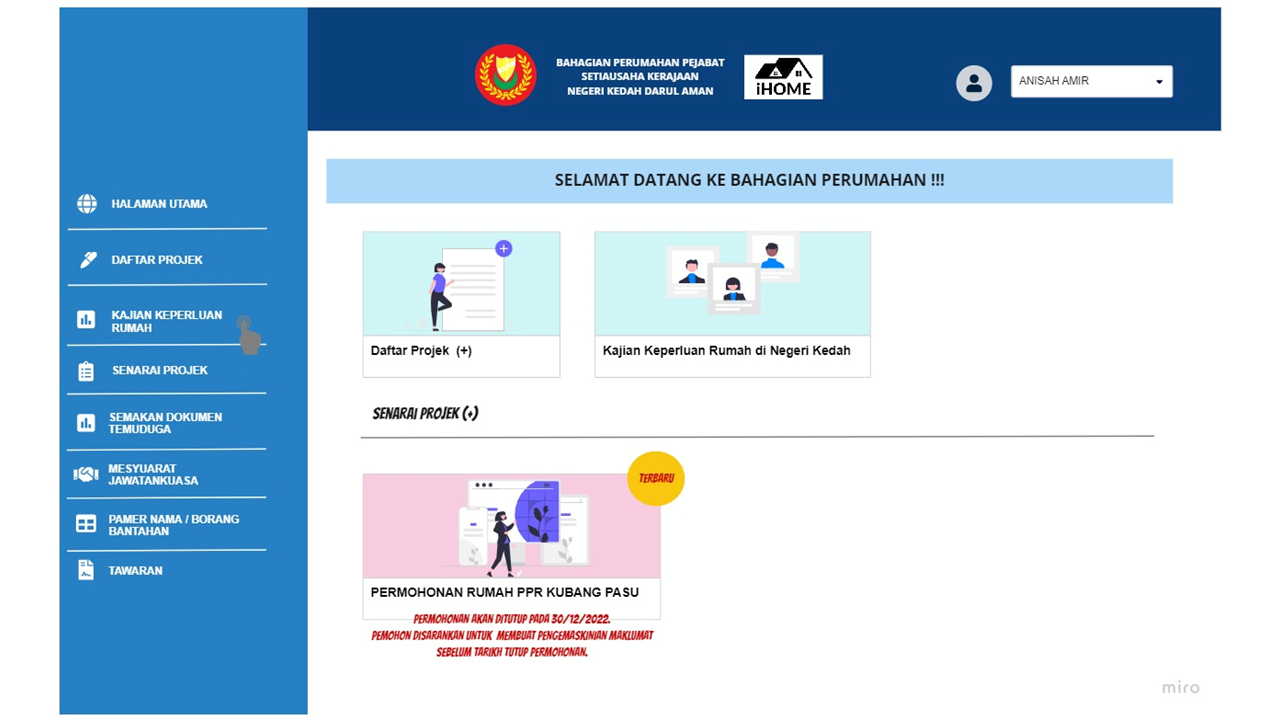 BAHAGIAN PERUMAHAN PEJABAT
SETIAUSAHA KERAJAAN
NEGERI KEDAH DARUL AMAN
iHOME
ANISAH AMIR
HALAMAN UTAMA
DAFTAR PROJEK
KAJIAN KEPERLUAN
RUMAH
SENARAI PROJEK
SEMAKAN DOKUMEN
TEMUDUGA
MESYUARAT
JAWATANKUASA
PAMER NAMA / BORANG
BANTAHAN
TAWARAN
SELAMAT DATANG KE BAHAGIAN PERUMAHAN !!!
Daftar Projek (+)
Kajian Keperluan Rumah di Negeri Kedah
SENARAI PROJEK (+)
TERBARU
PERMOHONAN RUMAH PPR KUBANG PASU
PERMOHONAN AKAN DITUTUP PADA 30/12/2022.
PEMOHON DISARANKAN UNTUK MEMBUAT PENGEMASKINIAN MAKLUMAT
SEBELUM TARIKH TUTUP PERMOHONAN.
miro